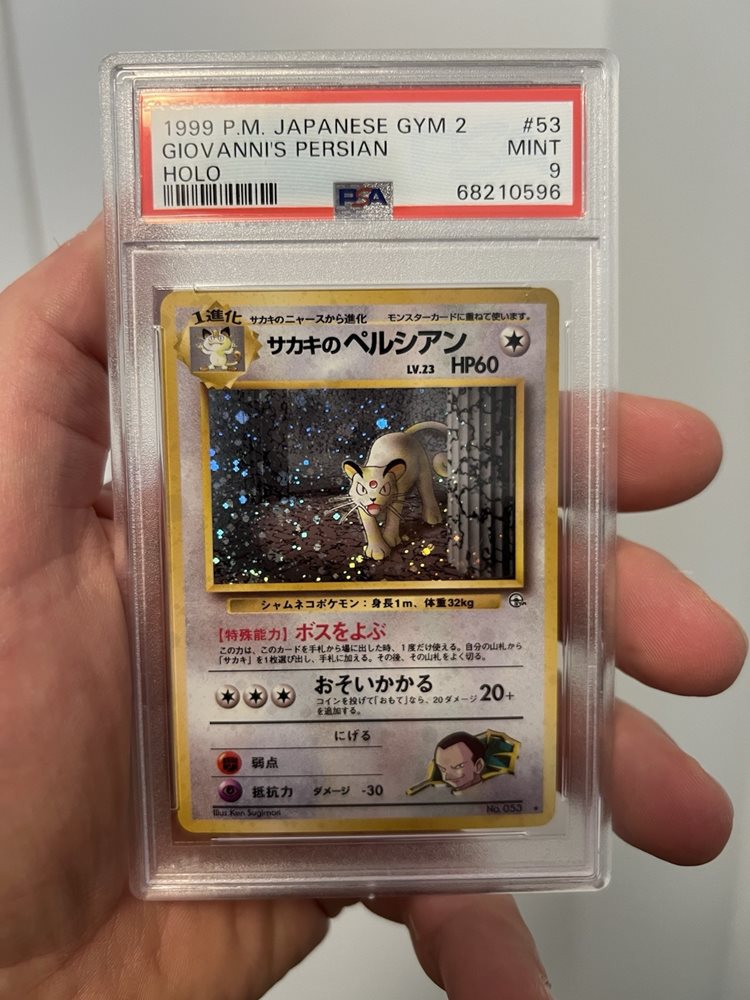 1999 P.M. JAPANESE GYM 2 #53
GIOVANNI'S PERSIAN MINT
HOLO 9
PSA 68210596
1進化 サカキのニャースから進化 モンスターカードに重ねて使います。
サカキのペルシアン
LV.23 HP60
シャムネコポケモン：身長1m、体重32kg
【特殊能力】ボスをよぶ
この力は、このカードを手札から場に出した時、1度だけ使える。自分の山札から
「サカキ」を1枚選び出し、手札に加える。その後、その山札をよく切る。
おそいかかる 20+
コインを投げて「おもて」なら、20ダメージ
を追加する。
にげる
弱点
抵抗力 ダメージ -30
Illus.Ken Sugimori No.053